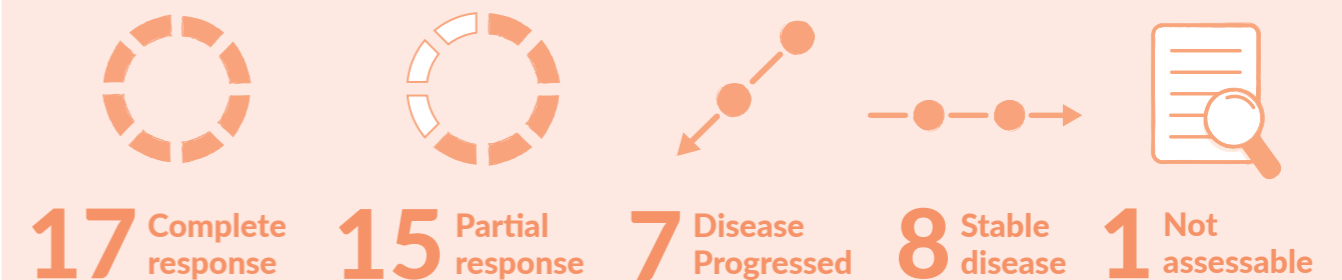 17 Complete
response
15 Partial
response
7 Disease
Progressed
8 Stable
disease
1 Not
assessable